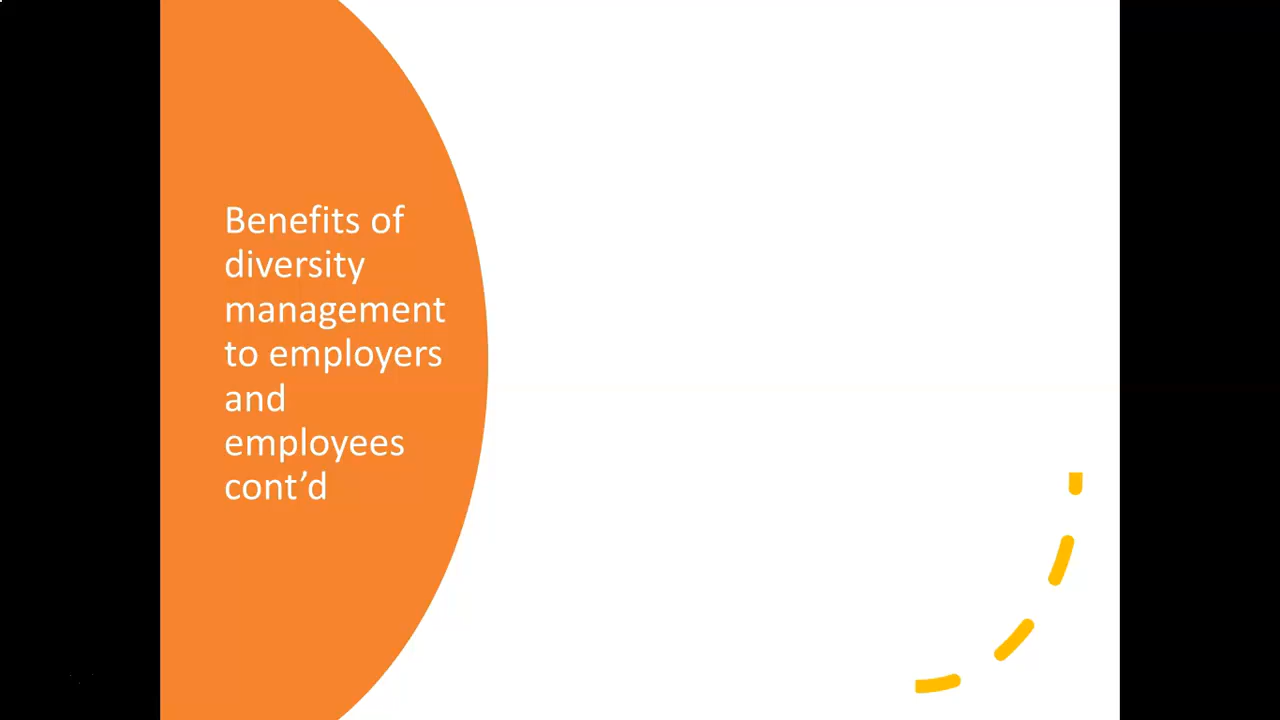 Benefits of
diversity
management
to employers
and
employees
cont’d